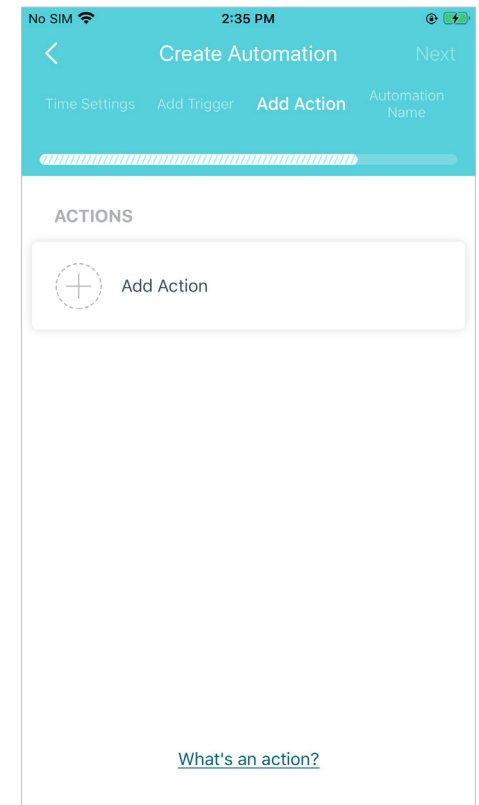 No SIM 2:35 PM
Create Automation Next
Time Settings Add Trigger Add Action Automation
Name
ACTIONS
Add Action
What's an action?